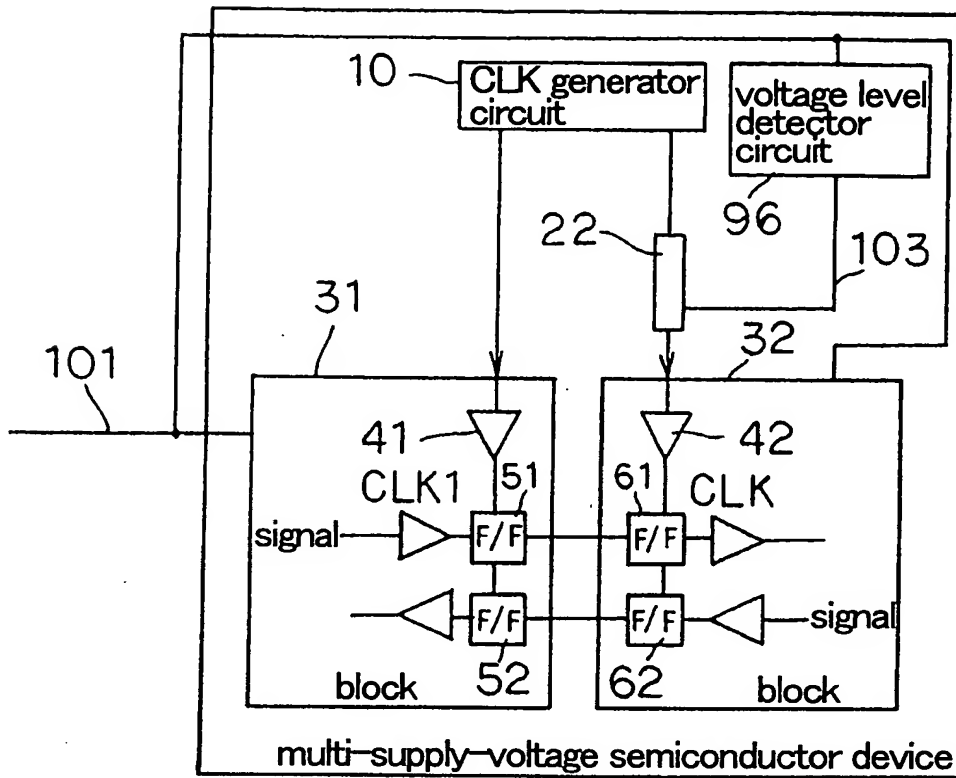 10
CLK generator
circuit
voltage level
detector
circuit
96
22
103
31
32
101
41
42
CLK1
51
61
CLK
signal
F/F
F/F
F/F
F/F
signal
52
62
block
block
multi-supply-voltage semiconductor device